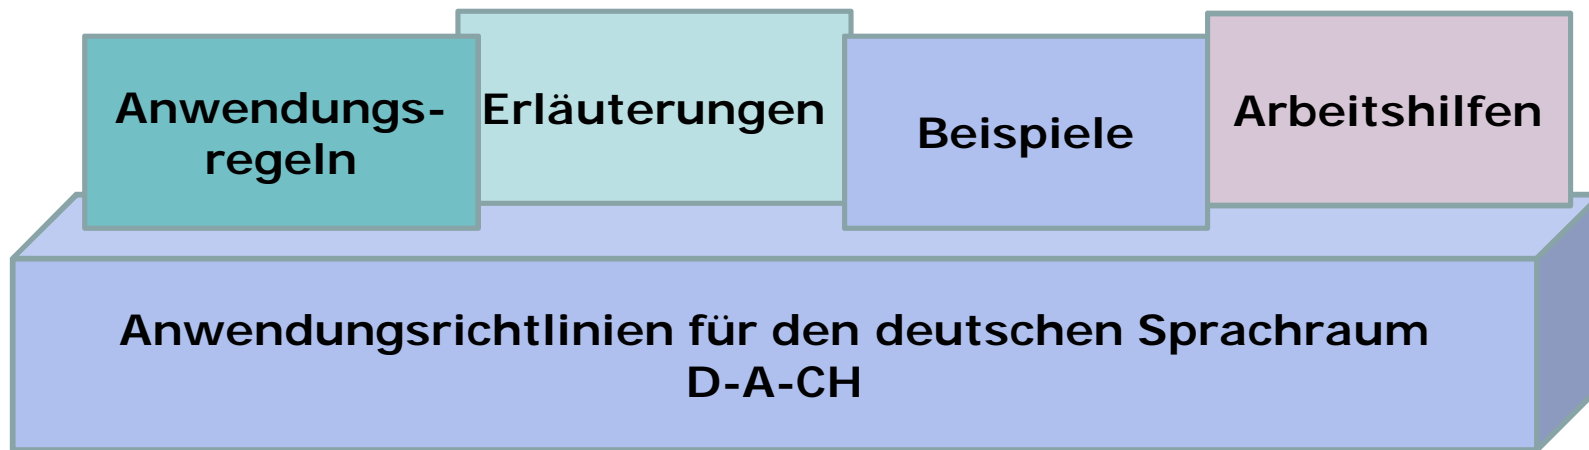 Anwendungs-
regeln
Erläuterungen
Beispiele
Arbeitshilfen
Anwendungsrichtlinien für den deutschen Sprachraum
D-A-CH